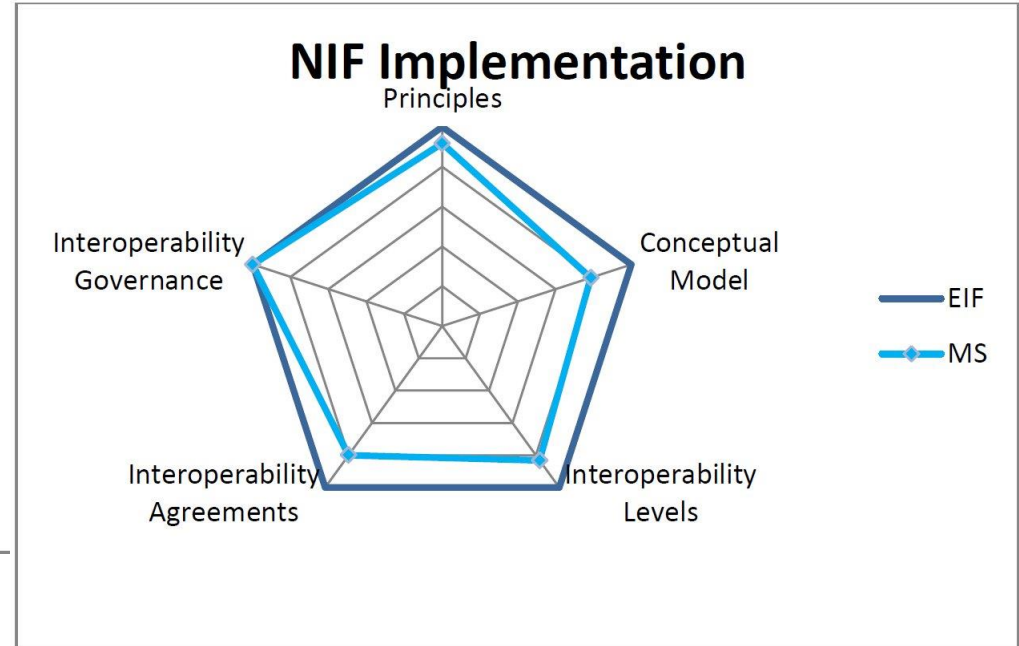 NIF Implementation
Principles
Interoperability
Governance
Conceptual
Model
EIF
MS
Interoperability
Agreements
Interoperability
Levels